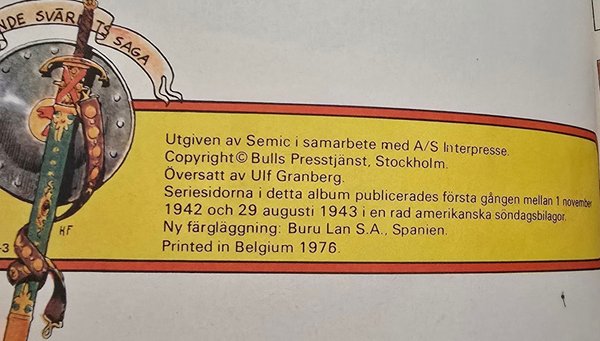 NDE SVÄRDETS SAGA
Utgiven av Semic i samarbete med A/S Interpresse.
Copyright© Bulls Presstjänst, Stockholm.
Översatt av Ulf Granberg.
Seriesidorna i detta album publicerades första gången mellan 1 november
1942 och 29 augusti 1943 i en rad amerikanska söndagsbilagor.
Ny färgläggning: Buru Lan S.A., Spanien.
Printed in Belgium 1976.
HF
-3